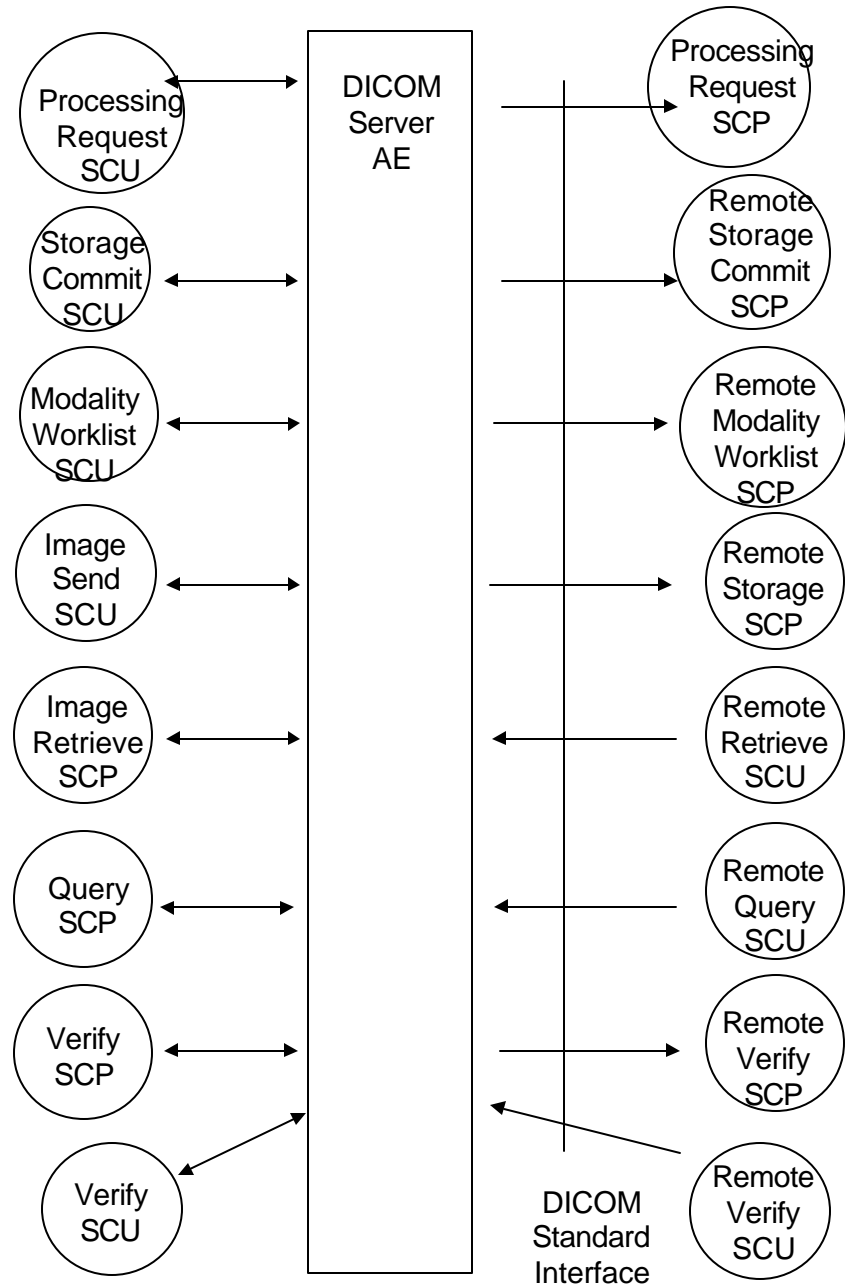 Processing
Request
SCU
Storage
Commit
SCU
Modality
Worklist
SCU
Image
Send
SCU
Image
Retrieve
SCP
Query
SCP
Verify
SCP
Verify
SCU
DICOM
Server
AE
Processing
Request
SCP
Remote
Storage
Commit
SCP
Remote
Modality
Worklist
SCP
Remote
Storage
SCP
Remote
Retrieve
SCU
Remote
Query
SCU
Remote
Verify
SCP
Remote
Verify
SCU
DICOM
Standard
Interface